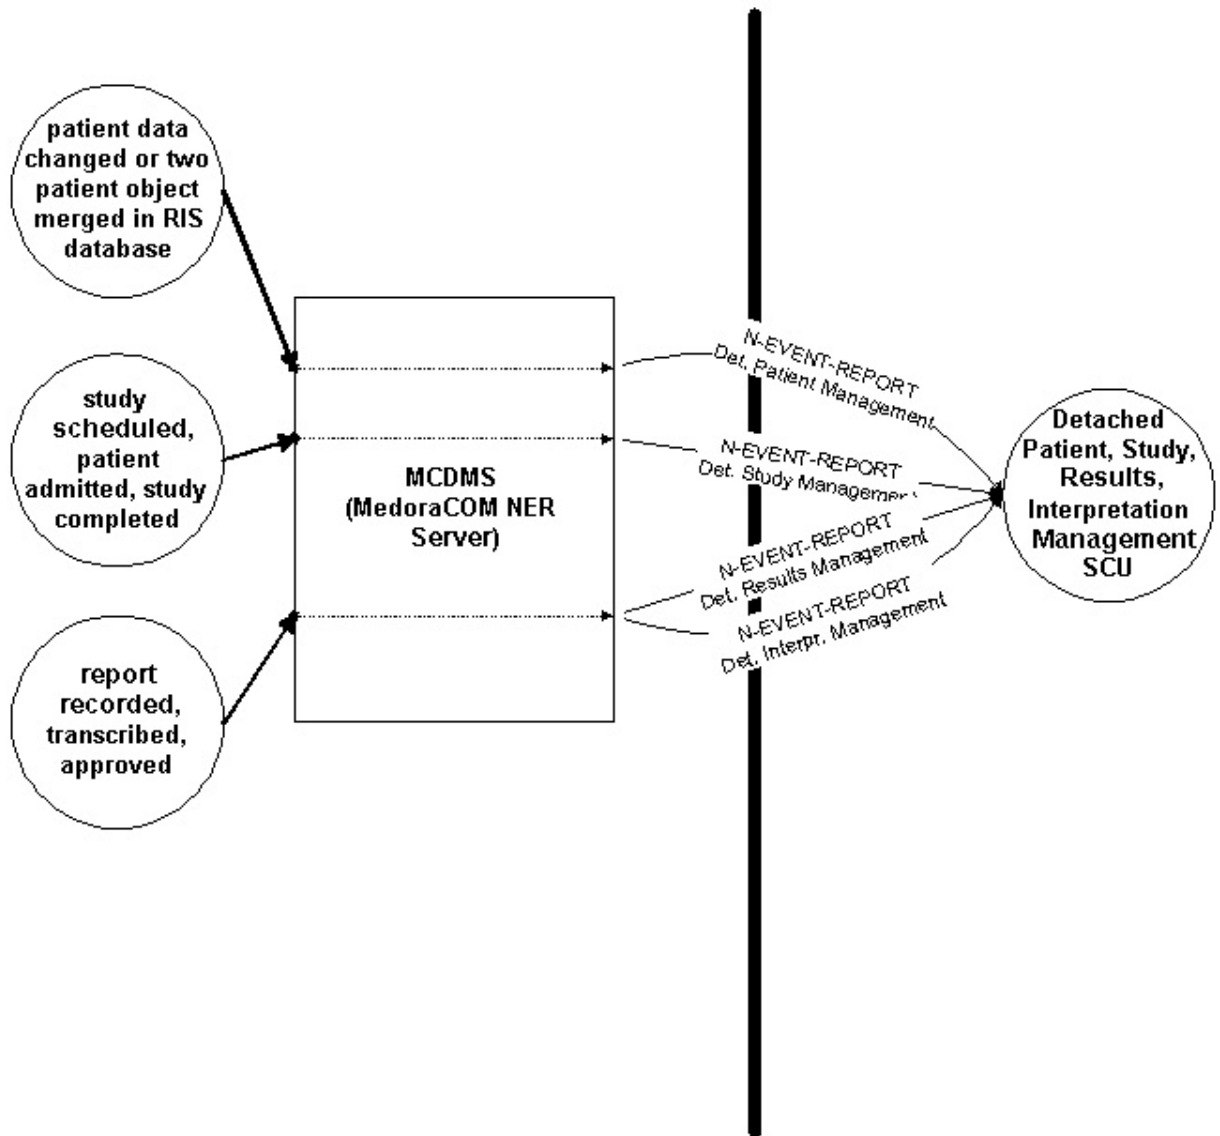 patient data
changed or two
patient object
merged in RIS
database
study
scheduled,
patient
admitted, study
completed
report
recorded,
transcribed,
approved
MCDMS
(MedoraCOM NER
Server)
N-EVENT-REPORT
Det. Patient Management
N-EVENT-REPORT
Det. Study Management
N-EVENT-REPORT
Det. Results Management
N-EVENT-REPORT
Det. Interpr. Management
Detached
Patient, Study,
Results,
Interpretation
Management
SCU